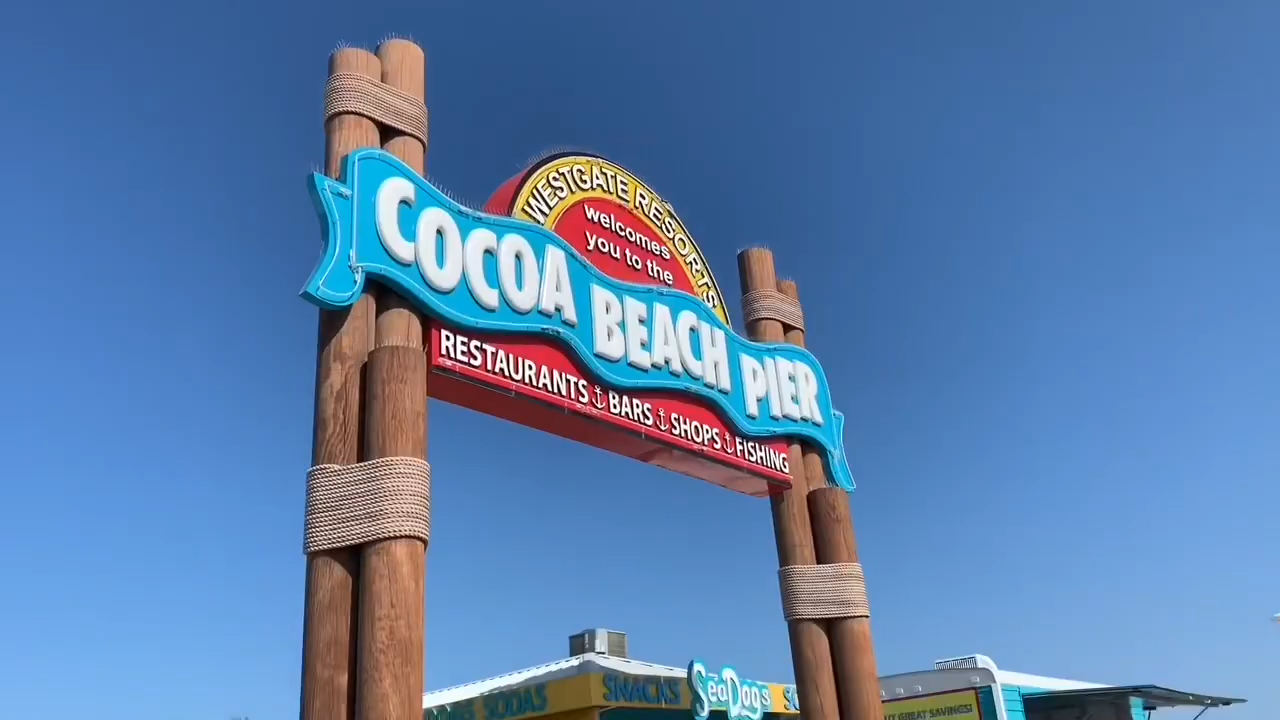 WESTGATE RESORTS
welcomes
you to the
COCOA BEACH PIER
RESTAURANTS BARS SHOPS FISHING
SODAS SNACKS
SeaDogs
GREAT SAVINGS!